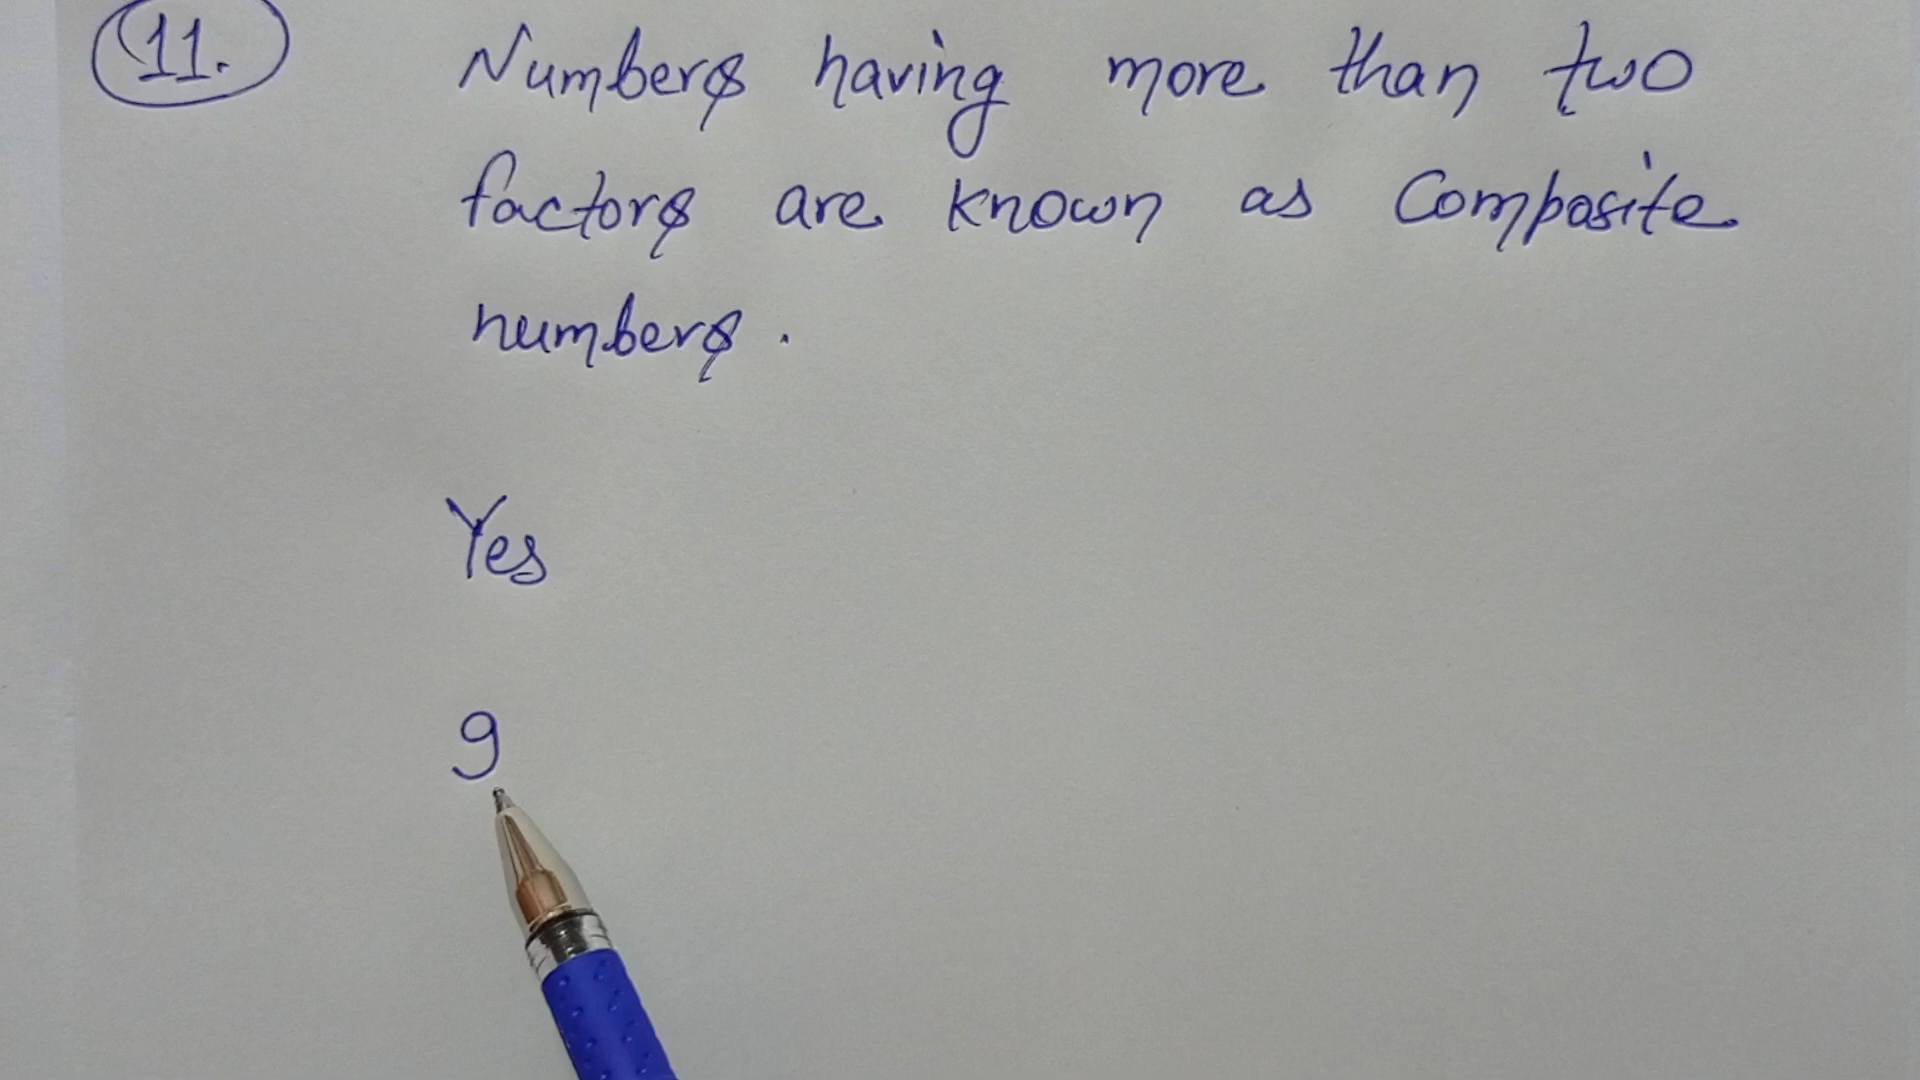 11. Numbers having more than two
factors are known as Composite
numbers.
Yes
9